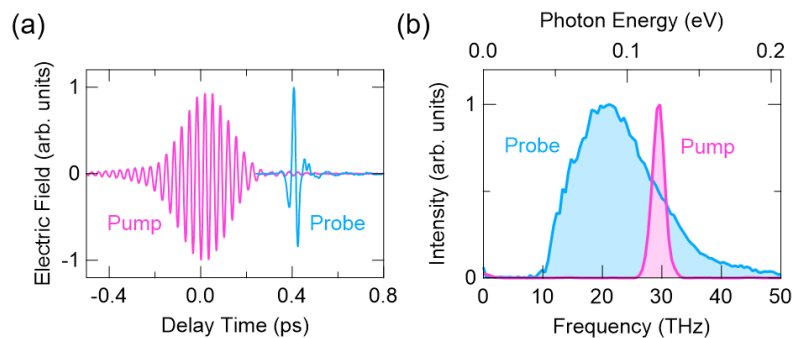 (a)
Electric Field (arb. units)
1
0
-1
Pump
Probe
-0.4
0.0
0.4
0.8
Delay Time (ps)
(b)
Photon Energy (eV)
0.0
0.1
0.2
Intensity (arb. units)
1
0
Probe
Pump
0
10
20
30
40
50
Frequency (THz)